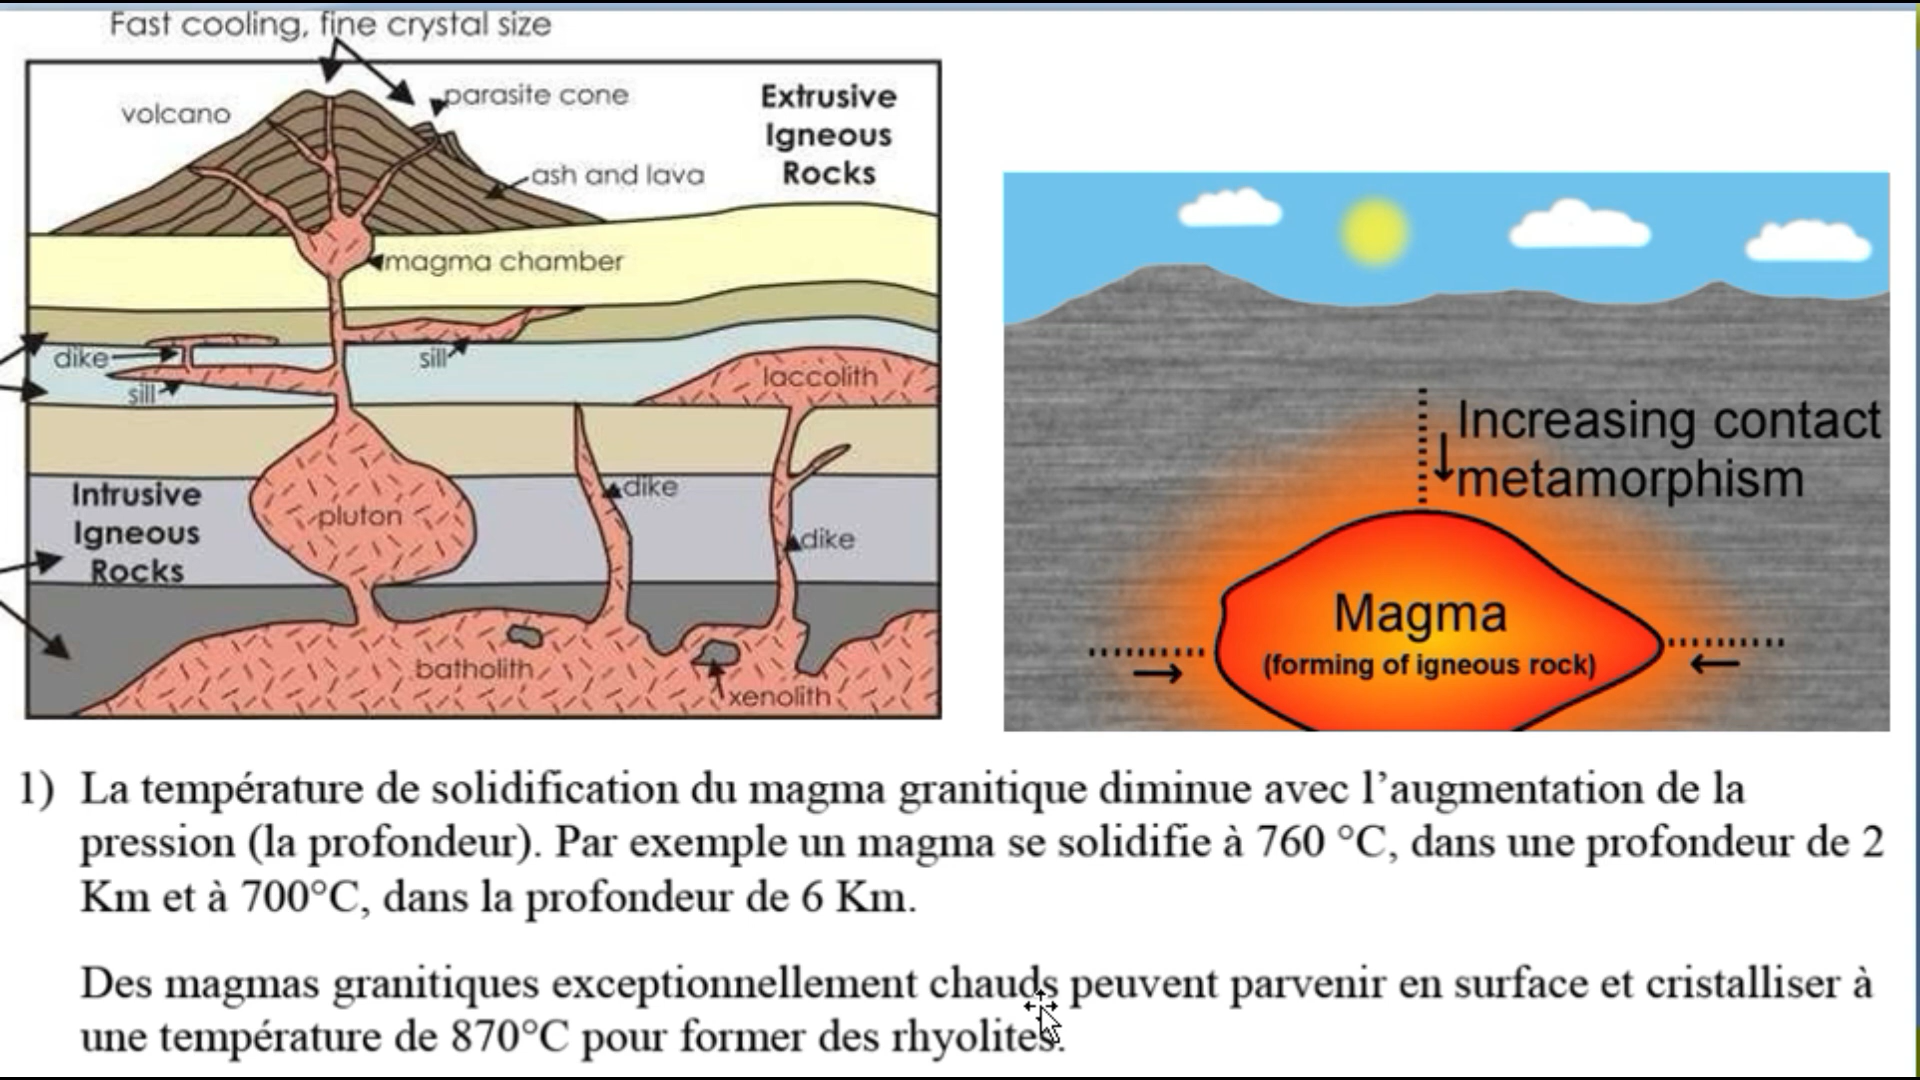 Fast cooling, fine crystal size
volcano
parasite cone
Extrusive
Igneous
Rocks
ash and lava
magma chamber
dike
sill
sill
laccolith
Intrusive
Igneous
Rocks
pluton
dike
dike
batholith
xenolith
Increasing contact
metamorphism
Magma
(forming of igneous rock)
1) La température de solidification du magma granitique diminue avec l’augmentation de la
pression (la profondeur). Par exemple un magma se solidifie à 760 °C, dans une profondeur de 2
Km et à 700°C, dans la profondeur de 6 Km.
Des magmas granitiques exceptionnellement chauds peuvent parvenir en surface et cristalliser à
une température de 870°C pour former des rhyolites.